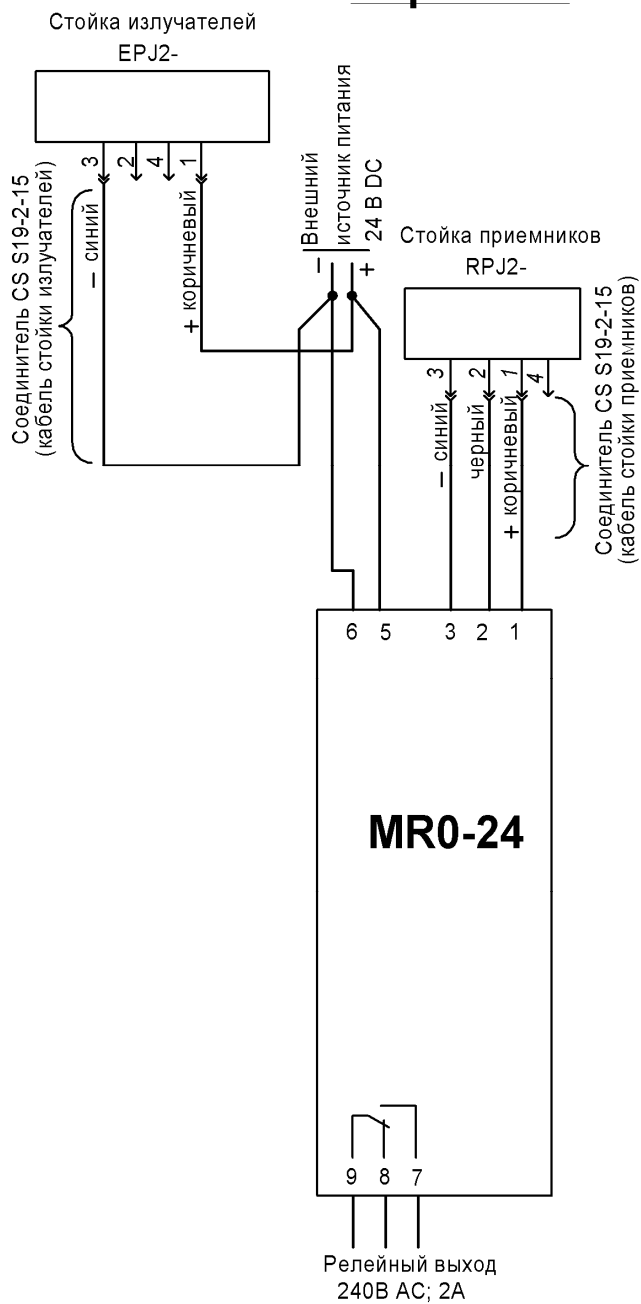 Стойка излучателей
EPJ2-
3
2
4
1
– синий
+ коричневый
Соединитель CS S19-2-15
(кабель стойки излучателей)
Внешний
источник питания
24 В DC
–
+
Стойка приемников
RPJ2-
3
2
1
4
– синий
черный
+ коричневый
Соединитель CS S19-2-15
(кабель стойки приемников)
6 5 3 2 1
MR0-24
9 8 7
Релейный выход
240В AC; 2А